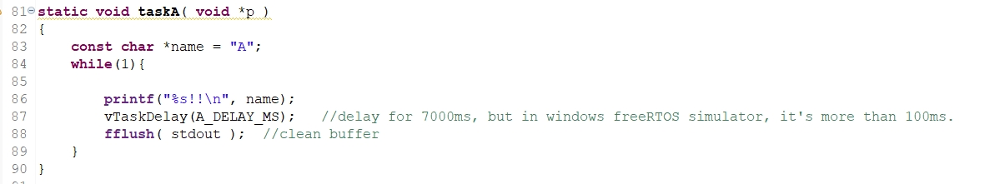 81 static void taskA( void *p )
82 {
83     const char *name = "A";
84     while(1){
85
86         printf("%s!!\n", name);
87         vTaskDelay(A_DELAY_MS);   //delay for 7000ms, but in windows freeRTOS simulator, it's more than 100ms.
88         fflush( stdout );  //clean buffer
89     }
90 }